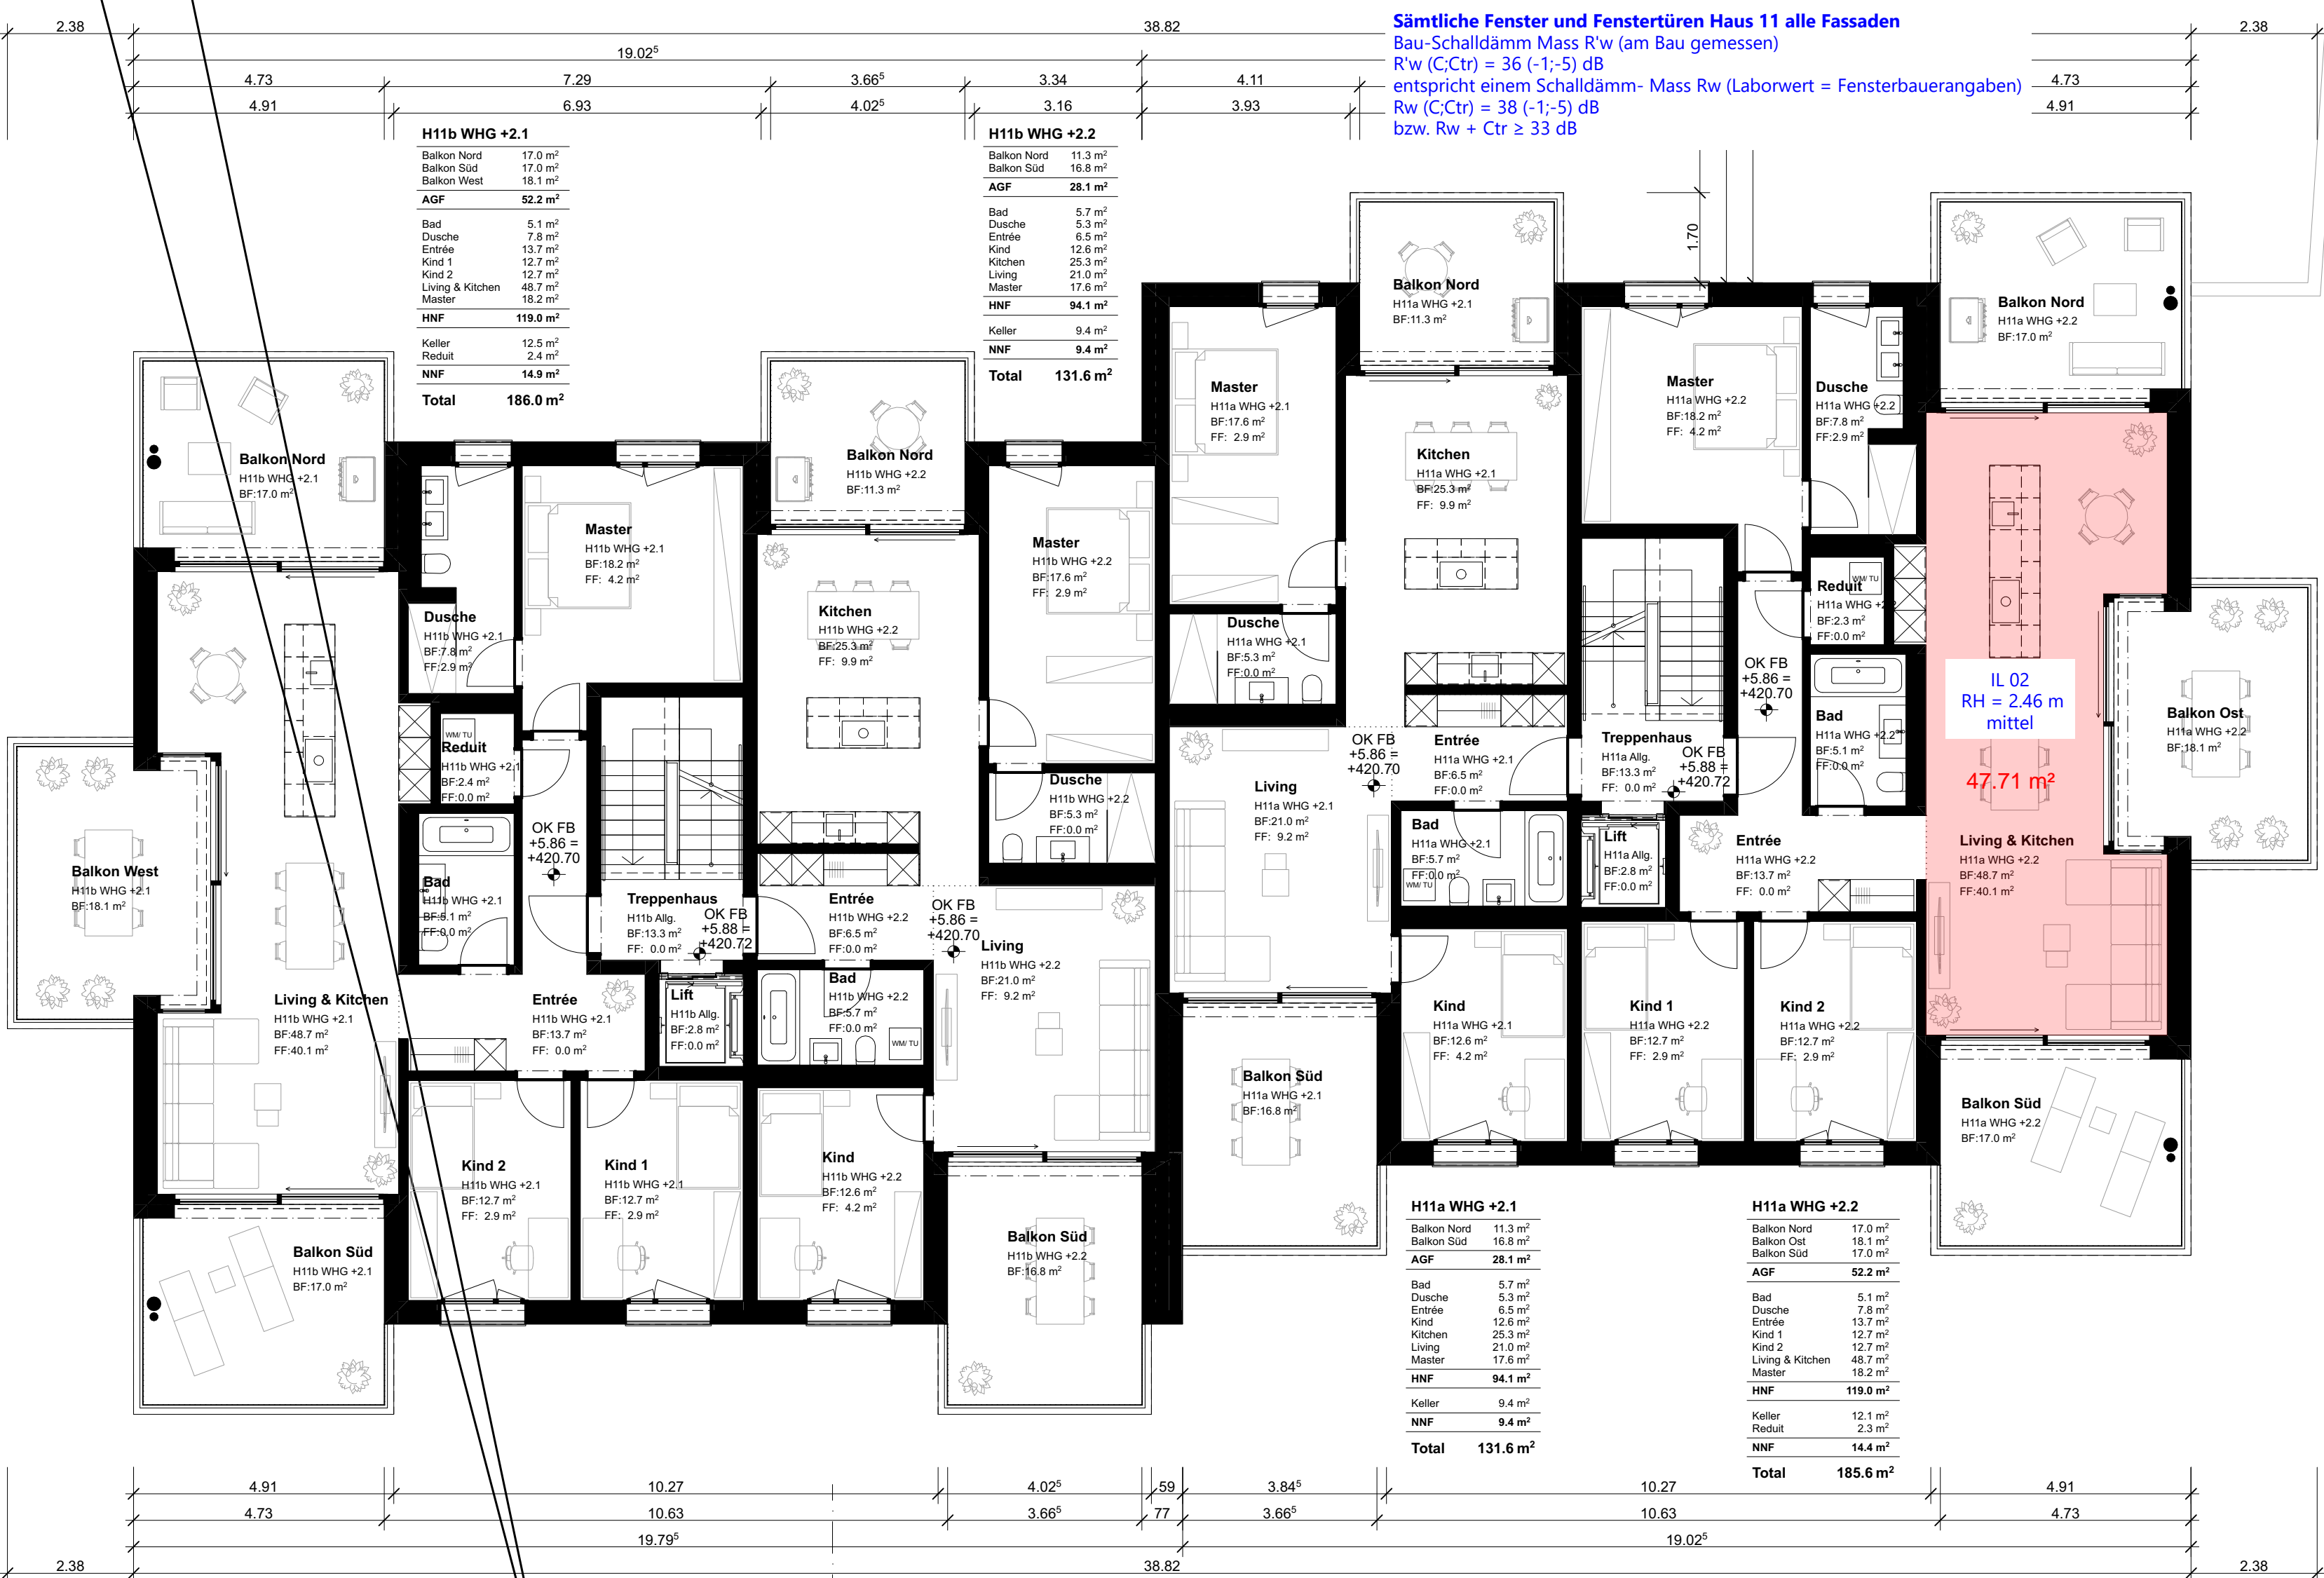 Sämtliche Fenster und Fenstertüren Haus 11 alle Fassaden
Bau-Schalldämm Mass R'w (am Bau gemessen)
R'w (C;Ctr) = 36 (-1;-5) dB
entspricht einem Schalldämm- Mass Rw (Laborwert = Fensterbauerangaben)
Rw (C;Ctr) = 38 (-1;-5) dB
bzw. Rw + Ctr ≥ 33 dB
2.38 38.82 2.38
19.02⁵
4.73 7.29 3.66⁵ 3.34 4.11 4.73
4.91 6.93 4.02⁵ 3.16 3.93 4.91
H11b WHG +2.1
Balkon Nord 17.0 m²
Balkon Süd 17.0 m²
Balkon West 18.1 m²
AGF 52.2 m²
Bad 5.1 m²
Dusche 7.8 m²
Entrée 13.7 m²
Kind 1 12.7 m²
Kind 2 12.7 m²
Living & Kitchen 48.7 m²
Master 18.2 m²
HNF 119.0 m²
Keller 12.5 m²
Reduit 2.4 m²
NNF 14.9 m²
Total 186.0 m²
H11b WHG +2.2
Balkon Nord 11.3 m²
Balkon Süd 16.8 m²
AGF 28.1 m²
Bad 5.7 m²
Dusche 5.3 m²
Entrée 6.5 m²
Kind 12.6 m²
Kitchen 25.3 m²
Living 21.0 m²
Master 17.6 m²
HNF 94.1 m²
Keller 9.4 m²
NNF 9.4 m²
Total 131.6 m²
1.70
Balkon Nord
H11b WHG +2.1
BF:17.0 m²
Dusche
H11b WHG +2.1
BF:7.8 m²
FF:2.9 m²
Master
H11b WHG +2.1
BF:18.2 m²
FF: 4.2 m²
WM/ TU
Reduit
H11b WHG +2.1
BF:2.4 m²
FF:0.0 m²
Bad
H11b WHG +2.1
BF:5.1 m²
FF:0.0 m²
OK FB
+5.86 =
+420.70
Balkon West
H11b WHG +2.1
BF:18.1 m²
Living & Kitchen
H11b WHG +2.1
BF:48.7 m²
FF:40.1 m²
Entrée
H11b WHG +2.1
BF:13.7 m²
FF: 0.0 m²
Kind 2
H11b WHG +2.1
BF:12.7 m²
FF: 2.9 m²
Kind 1
H11b WHG +2.1
BF:12.7 m²
FF: 2.9 m²
Balkon Süd
H11b WHG +2.1
BF:17.0 m²
Treppenhaus
H11b Allg.
BF:13.3 m²
FF: 0.0 m²
OK FB
+5.88 =
+420.72
Lift
H11b Allg.
BF:2.8 m²
FF:0.0 m²
Balkon Nord
H11b WHG +2.2
BF:11.3 m²
Kitchen
H11b WHG +2.2
BF:25.3 m²
FF: 9.9 m²
Master
H11b WHG +2.2
BF:17.6 m²
FF: 2.9 m²
Dusche
H11b WHG +2.2
BF:5.3 m²
FF:0.0 m²
Entrée
H11b WHG +2.2
BF:6.5 m²
FF:0.0 m²
OK FB
+5.86 =
+420.70
Living
H11b WHG +2.2
BF:21.0 m²
FF: 9.2 m²
Bad
H11b WHG +2.2
BF:5.7 m²
FF:0.0 m²
WM/ TU
Kind
H11b WHG +2.2
BF:12.6 m²
FF: 4.2 m²
Balkon Süd
H11b WHG +2.2
BF:16.8 m²
Balkon Nord
H11a WHG +2.1
BF:11.3 m²
Master
H11a WHG +2.1
BF:17.6 m²
FF: 2.9 m²
Kitchen
H11a WHG +2.1
BF:25.3 m²
FF: 9.9 m²
Dusche
H11a WHG +2.1
BF:5.3 m²
FF:0.0 m²
OK FB
+5.86 =
+420.70
Entrée
H11a WHG +2.1
BF:6.5 m²
FF:0.0 m²
Living
H11a WHG +2.1
BF:21.0 m²
FF: 9.2 m²
Bad
H11a WHG +2.1
BF:5.7 m²
FF:0.0 m²
WM/ TU
Kind
H11a WHG +2.1
BF:12.6 m²
FF: 4.2 m²
Balkon Süd
H11a WHG +2.1
BF:16.8 m²
Treppenhaus
H11a Allg.
BF:13.3 m²
FF: 0.0 m²
OK FB
+5.88 =
+420.72
Lift
H11a Allg.
BF:2.8 m²
FF:0.0 m²
Master
H11a WHG +2.2
BF:18.2 m²
FF: 4.2 m²
Dusche
H11a WHG +2.2
BF:7.8 m²
FF:2.9 m²
Balkon Nord
H11a WHG +2.2
BF:17.0 m²
WM/ TU
Reduit
H11a WHG +2.2
BF:2.3 m²
FF:0.0 m²
OK FB
+5.86 =
+420.70
Bad
H11a WHG +2.2
BF:5.1 m²
FF:0.0 m²
IL 02
RH = 2.46 m
mittel
47.71 m²
Balkon Ost
H11a WHG +2.2
BF:18.1 m²
Entrée
H11a WHG +2.2
BF:13.7 m²
FF: 0.0 m²
Living & Kitchen
H11a WHG +2.2
BF:48.7 m²
FF:40.1 m²
Kind 1
H11a WHG +2.2
BF:12.7 m²
FF: 2.9 m²
Kind 2
H11a WHG +2.2
BF:12.7 m²
FF: 2.9 m²
Balkon Süd
H11a WHG +2.2
BF:17.0 m²
H11a WHG +2.1
Balkon Nord 11.3 m²
Balkon Süd 16.8 m²
AGF 28.1 m²
Bad 5.7 m²
Dusche 5.3 m²
Entrée 6.5 m²
Kind 12.6 m²
Kitchen 25.3 m²
Living 21.0 m²
Master 17.6 m²
HNF 94.1 m²
Keller 9.4 m²
NNF 9.4 m²
Total 131.6 m²
H11a WHG +2.2
Balkon Nord 17.0 m²
Balkon Ost 18.1 m²
Balkon Süd 17.0 m²
AGF 52.2 m²
Bad 5.1 m²
Dusche 7.8 m²
Entrée 13.7 m²
Kind 1 12.7 m²
Kind 2 12.7 m²
Living & Kitchen 48.7 m²
Master 18.2 m²
HNF 119.0 m²
Keller 12.1 m²
Reduit 2.3 m²
NNF 14.4 m²
Total 185.6 m²
4.91 10.27 4.02⁵ 59 3.84⁵ 10.27 4.91
4.73 10.63 3.66⁵ 77 3.66⁵ 10.63 4.73
19.79⁵ 19.02⁵
2.38 38.82 2.38